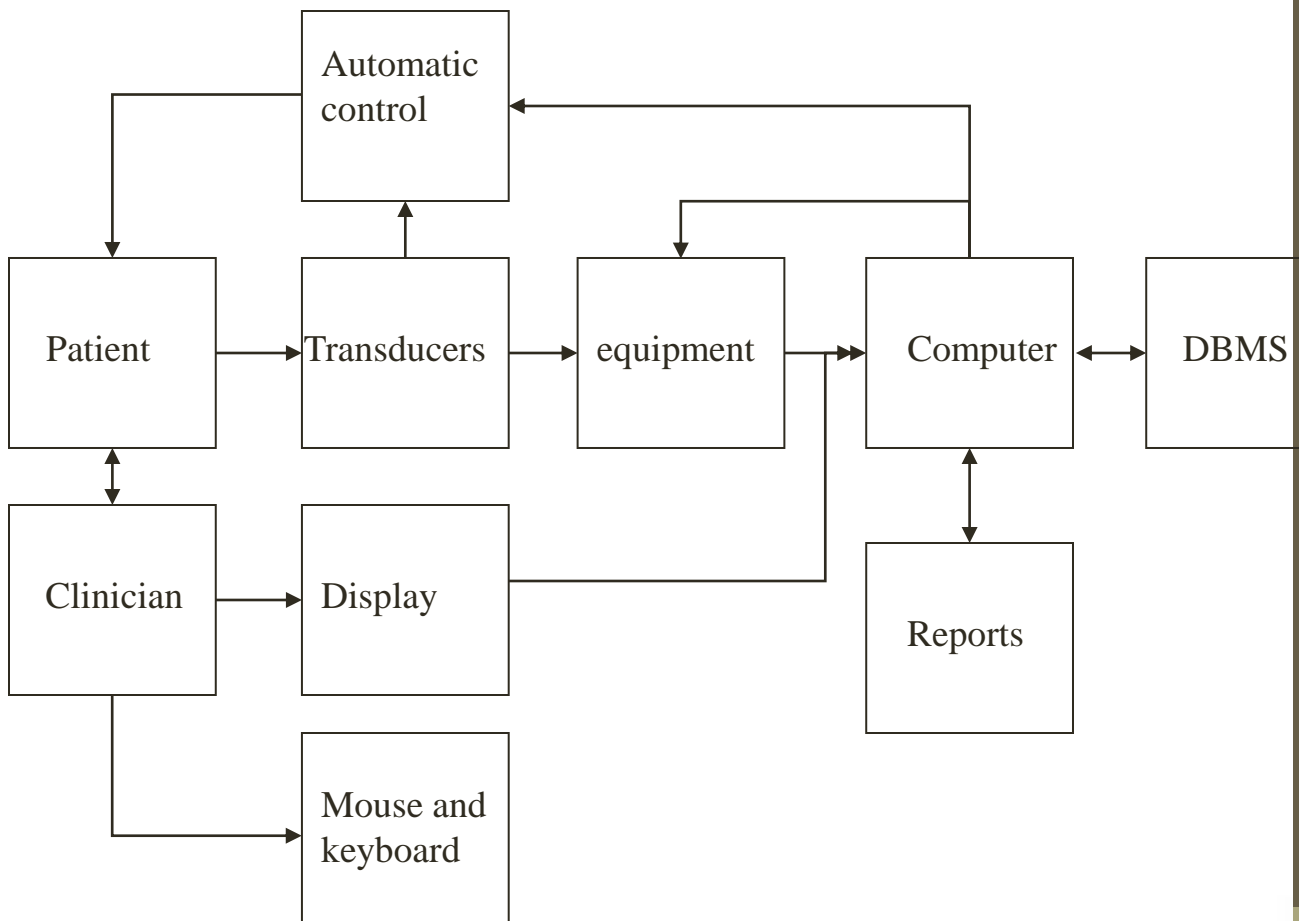 Automatic
control
Patient
Transducers
equipment
Computer
DBMS
Clinician
Display
Reports
Mouse and
keyboard